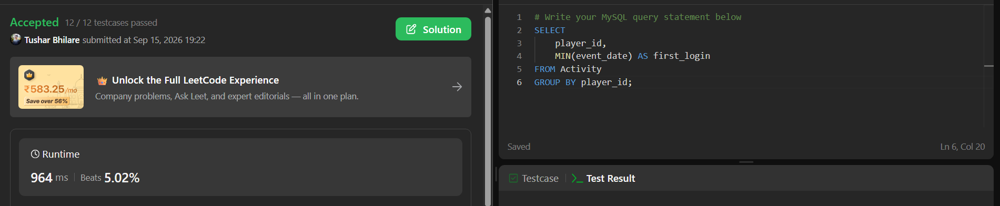 Accepted 12 / 12 testcases passed
Tushar Bhilare submitted at Sep 15, 2026 19:22
Solution
₹583.25/mo
Save over 56%
Unlock the Full LeetCode Experience
Company problems, Ask Leet, and expert editorials — all in one plan.
Runtime
964 ms | Beats 5.02%
1 # Write your MySQL query statement below
2 SELECT
3 player_id,
4 MIN(event_date) AS first_login
5 FROM Activity
6 GROUP BY player_id;
Saved
Ln 6, Col 20
Testcase | >_ Test Result